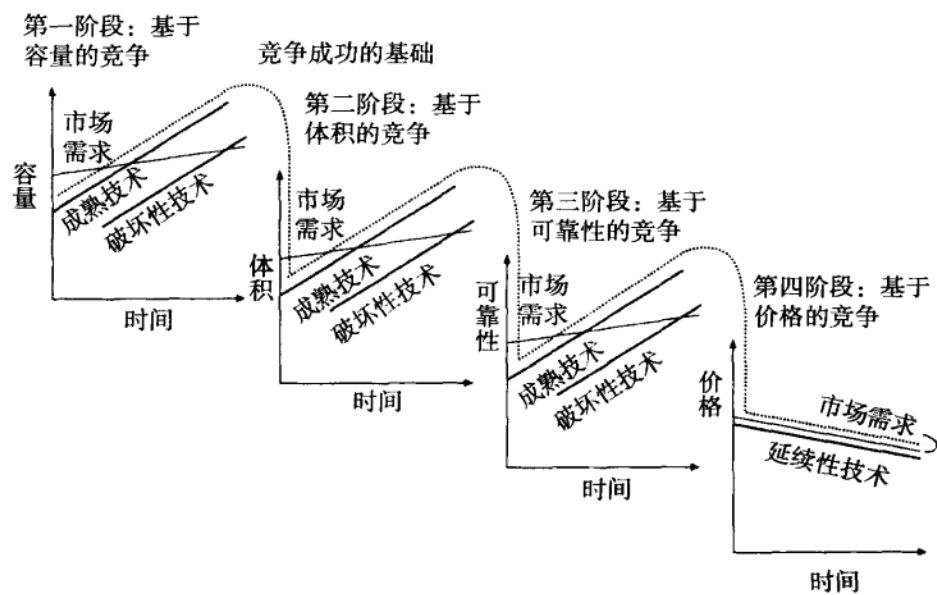 第一阶段：基于
容量的竞争
竞争成功的基础
市场
需求
容量
成熟技术
破坏性技术
时间
第二阶段：基于
体积的竞争
市场
需求
体积
成熟技术
破坏性技术
时间
第三阶段：基于
可靠性的竞争
市场
需求
可靠性
成熟技术
破坏性技术
时间
第四阶段：基于
价格的竞争
价格
市场需求
延续性技术
时间